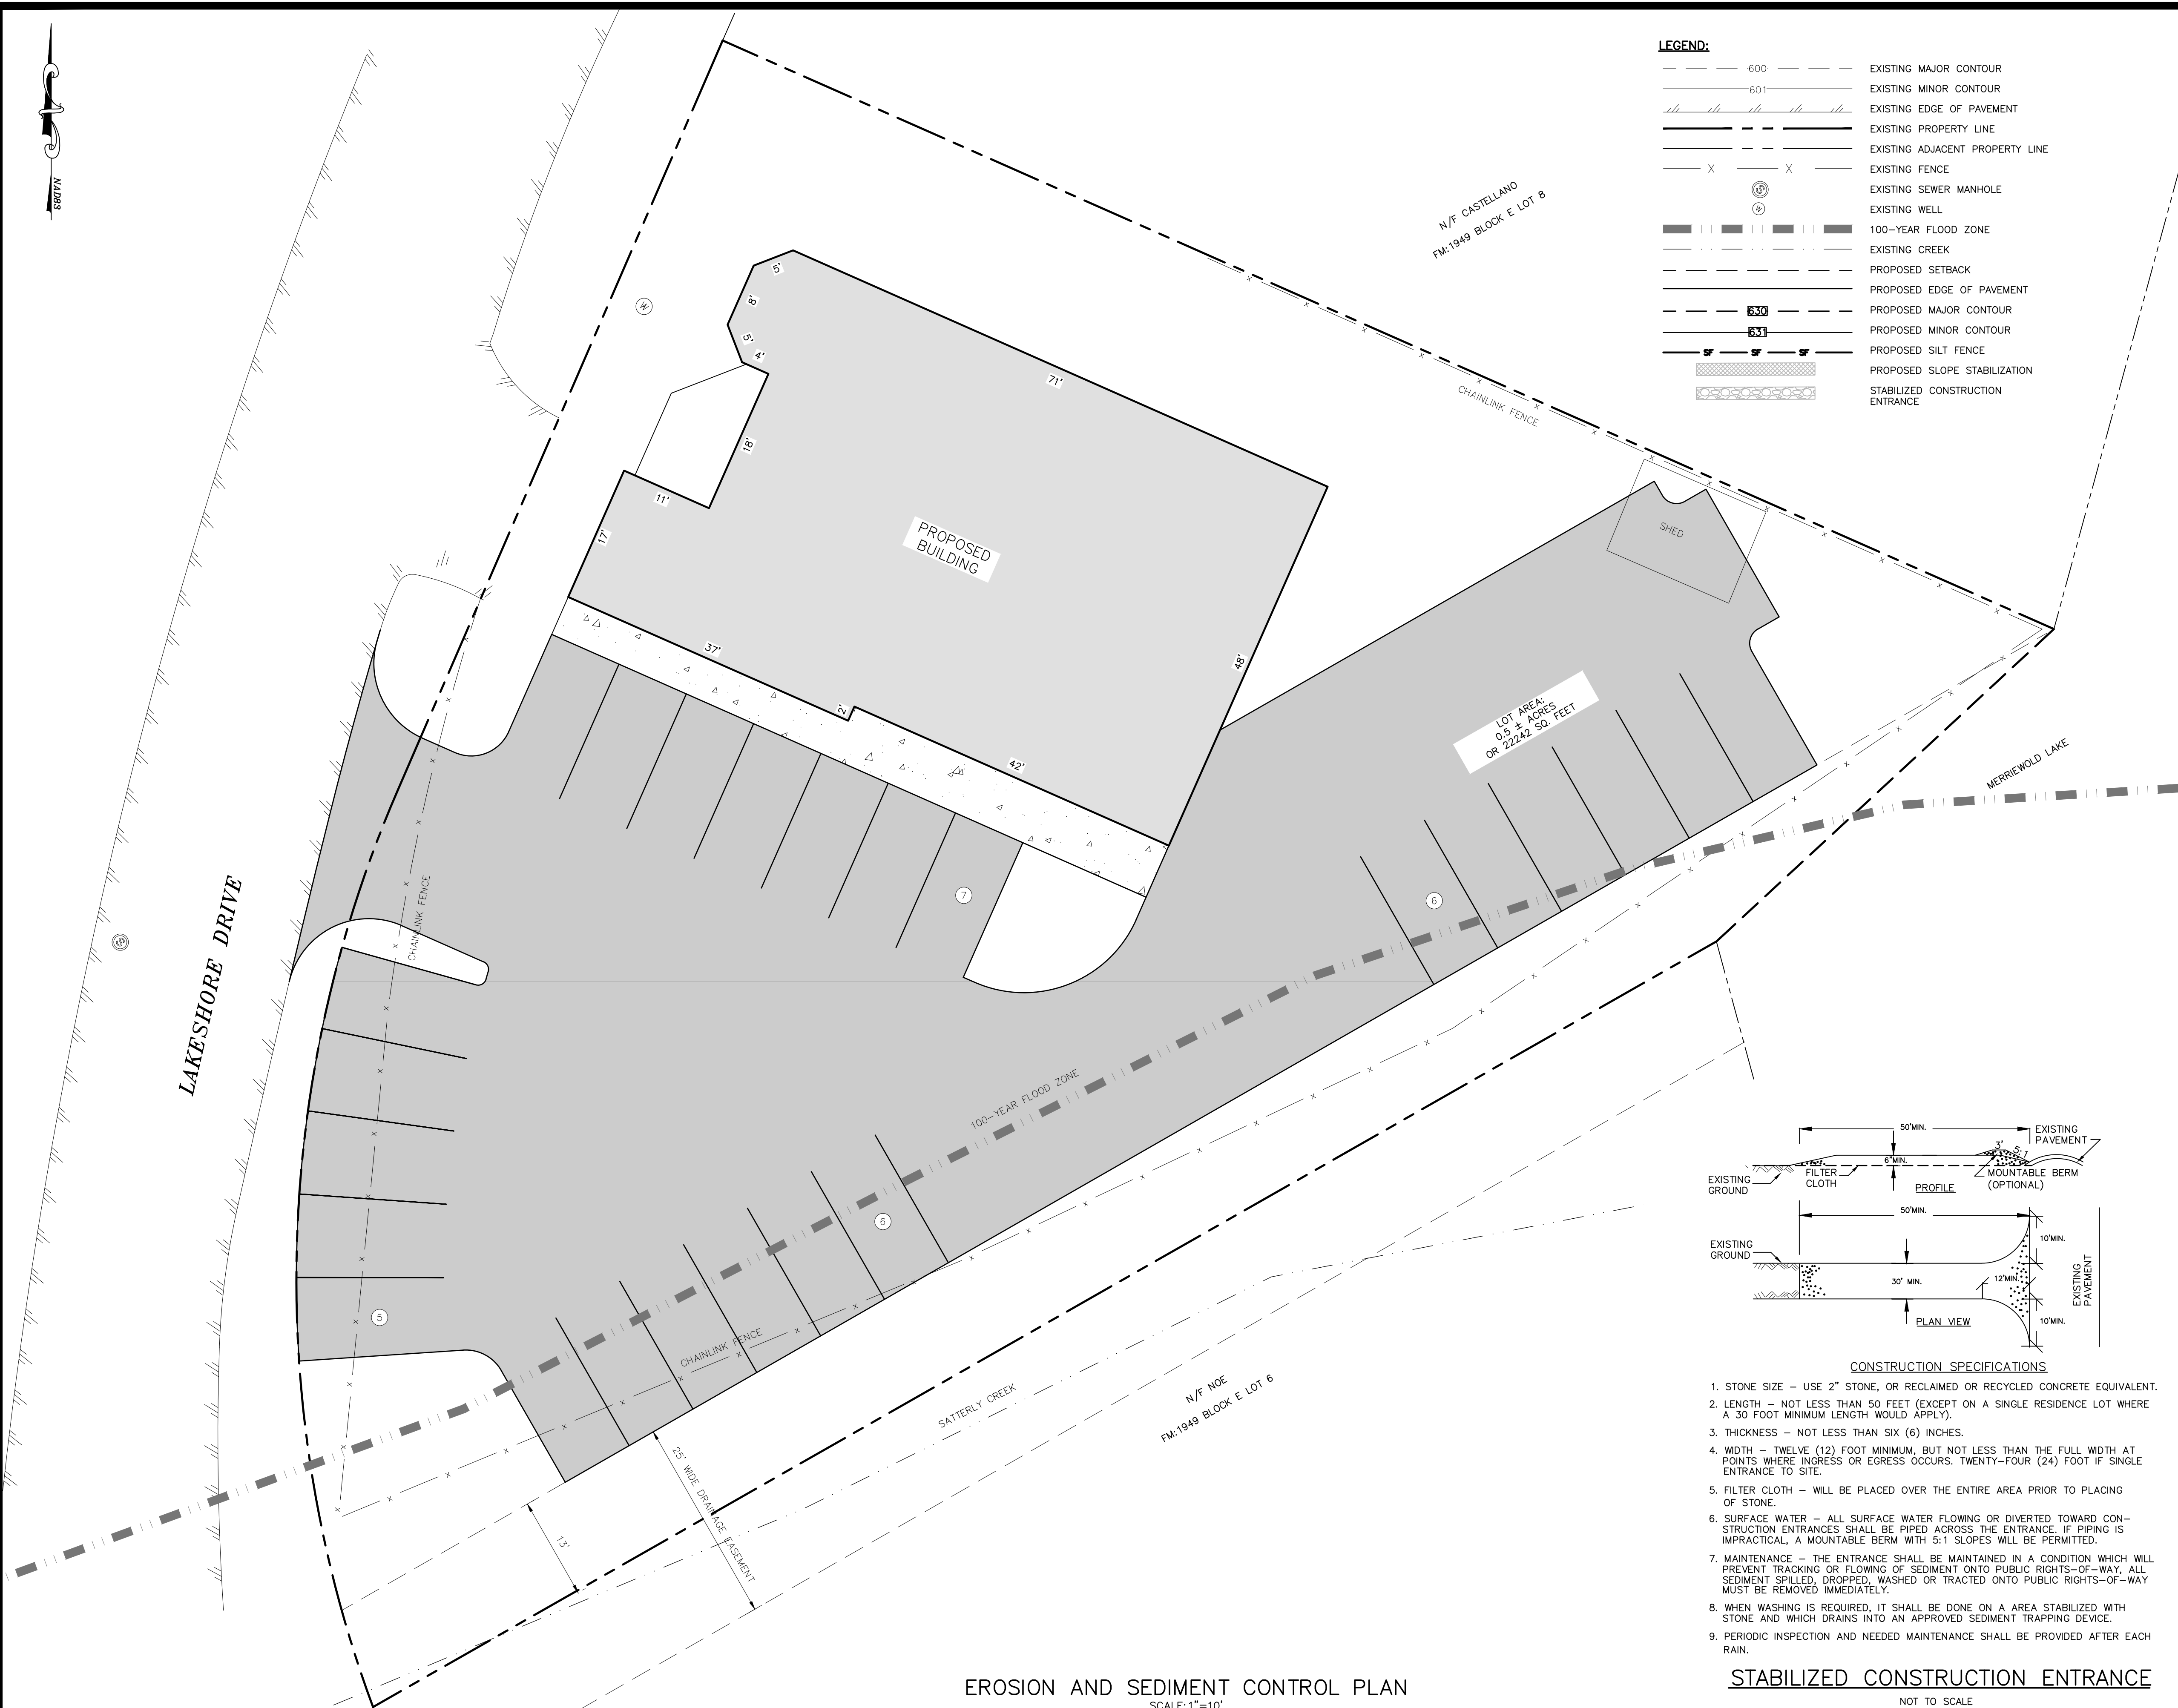 NAD83
LEGEND:
600
EXISTING MAJOR CONTOUR
601
EXISTING MINOR CONTOUR
EXISTING EDGE OF PAVEMENT
EXISTING PROPERTY LINE
EXISTING ADJACENT PROPERTY LINE
X X
EXISTING FENCE
S
EXISTING SEWER MANHOLE
W
EXISTING WELL
100-YEAR FLOOD ZONE
EXISTING CREEK
PROPOSED SETBACK
PROPOSED EDGE OF PAVEMENT
630
PROPOSED MAJOR CONTOUR
631
PROPOSED MINOR CONTOUR
SF SF SF
PROPOSED SILT FENCE
PROPOSED SLOPE STABILIZATION
STABILIZED CONSTRUCTION
ENTRANCE
N/F CASTELLANO
FM:1949 BLOCK E LOT 8
W
5'
8'
5'
4'
71'
CHAINLINK FENCE
18'
11'
17'
PROPOSED
BUILDING
SHED
37'
2'
48'
42'
LOT AREA:
0.5 ± ACRES
OR 22242 SQ. FEET
MERRIEWOLD LAKE
CHAINLINK FENCE
7
6
S
LAKESHORE DRIVE
100-YEAR FLOOD ZONE
6
5
CHAINLINK FENCE
SATTERLY CREEK
N/F NOE
FM:1949 BLOCK E LOT 6
25' WIDE DRAINAGE EASEMENT
13'
50'MIN.
EXISTING
PAVEMENT
3'
5:1
6"MIN.
EXISTING
GROUND
FILTER
CLOTH
PROFILE
MOUNTABLE BERM
(OPTIONAL)
50'MIN.
EXISTING
GROUND
10'MIN.
30' MIN.
12'MIN.
EXISTING
PAVEMENT
10'MIN.
PLAN VIEW
CONSTRUCTION SPECIFICATIONS
1. STONE SIZE – USE 2" STONE, OR RECLAIMED OR RECYCLED CONCRETE EQUIVALENT.
2. LENGTH – NOT LESS THAN 50 FEET (EXCEPT ON A SINGLE RESIDENCE LOT WHERE
A 30 FOOT MINIMUM LENGTH WOULD APPLY).
3. THICKNESS – NOT LESS THAN SIX (6) INCHES.
4. WIDTH – TWELVE (12) FOOT MINIMUM, BUT NOT LESS THAN THE FULL WIDTH AT
POINTS WHERE INGRESS OR EGRESS OCCURS. TWENTY-FOUR (24) FOOT IF SINGLE
ENTRANCE TO SITE.
5. FILTER CLOTH – WILL BE PLACED OVER THE ENTIRE AREA PRIOR TO PLACING
OF STONE.
6. SURFACE WATER – ALL SURFACE WATER FLOWING OR DIVERTED TOWARD CON-
STRUCTION ENTRANCES SHALL BE PIPED ACROSS THE ENTRANCE. IF PIPING IS
IMPRACTICAL, A MOUNTABLE BERM WITH 5:1 SLOPES WILL BE PERMITTED.
7. MAINTENANCE – THE ENTRANCE SHALL BE MAINTAINED IN A CONDITION WHICH WILL
PREVENT TRACKING OR FLOWING OF SEDIMENT ONTO PUBLIC RIGHTS-OF-WAY, ALL
SEDIMENT SPILLED, DROPPED, WASHED OR TRACTED ONTO PUBLIC RIGHTS-OF-WAY
MUST BE REMOVED IMMEDIATELY.
8. WHEN WASHING IS REQUIRED, IT SHALL BE DONE ON A AREA STABILIZED WITH
STONE AND WHICH DRAINS INTO AN APPROVED SEDIMENT TRAPPING DEVICE.
9. PERIODIC INSPECTION AND NEEDED MAINTENANCE SHALL BE PROVIDED AFTER EACH
RAIN.
STABILIZED CONSTRUCTION ENTRANCE
NOT TO SCALE
EROSION AND SEDIMENT CONTROL PLAN
SCALE: 1"=10'